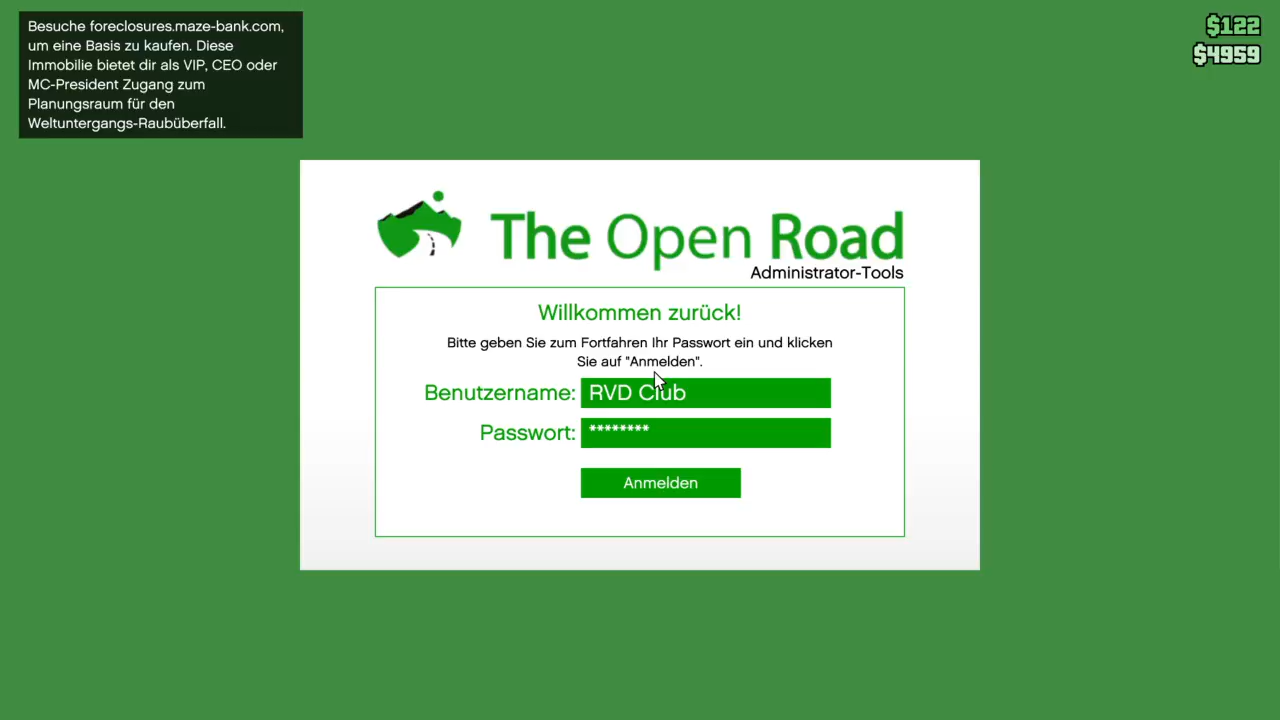 Besuche foreclosures.maze-bank.com,
um eine Basis zu kaufen. Diese
Immobilie bietet dir als VIP, CEO oder
MC-President Zugang zum
Planungsraum für den
Weltuntergangs-Raubüberfall.
$122
$4959
The Open Road
Administrator-Tools
Willkommen zurück!
Bitte geben Sie zum Fortfahren Ihr Passwort ein und klicken
Sie auf "Anmelden".
Benutzername: RVD Club
Passwort: ********
Anmelden